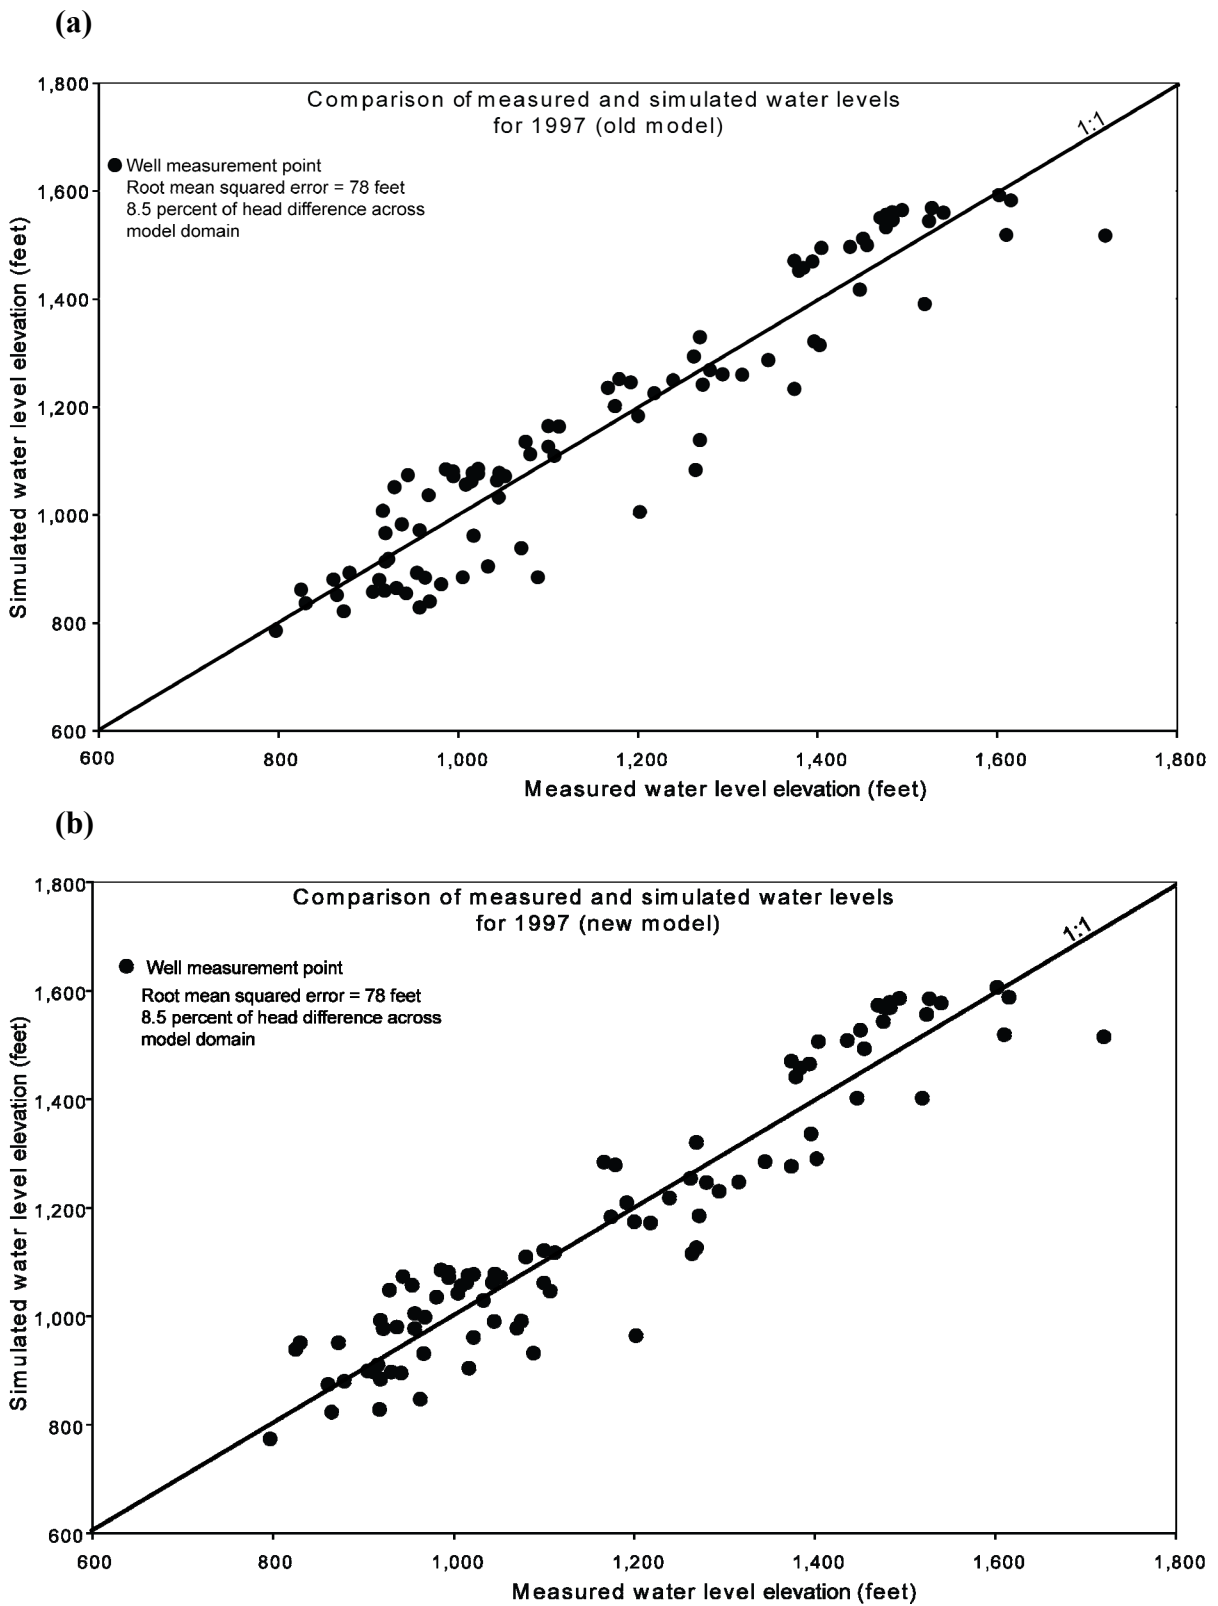 (a)
Comparison of measured and simulated water levels
for 1997 (old model)
1:1
Well measurement point
Root mean squared error = 78 feet
8.5 percent of head difference across
model domain
Simulated water level elevation (feet)
1,800
1,600
1,400
1,200
1,000
800
600
600 800 1,000 1,200 1,400 1,600 1,800
Measured water level elevation (feet)
(b)
Comparison of measured and simulated water levels
for 1997 (new model)
1:1
Well measurement point
Root mean squared error = 78 feet
8.5 percent of head difference across
model domain
Simulated water level elevation (feet)
1,800
1,600
1,400
1,200
1,000
800
600
600 800 1,000 1,200 1,400 1,600 1,800
Measured water level elevation (feet)